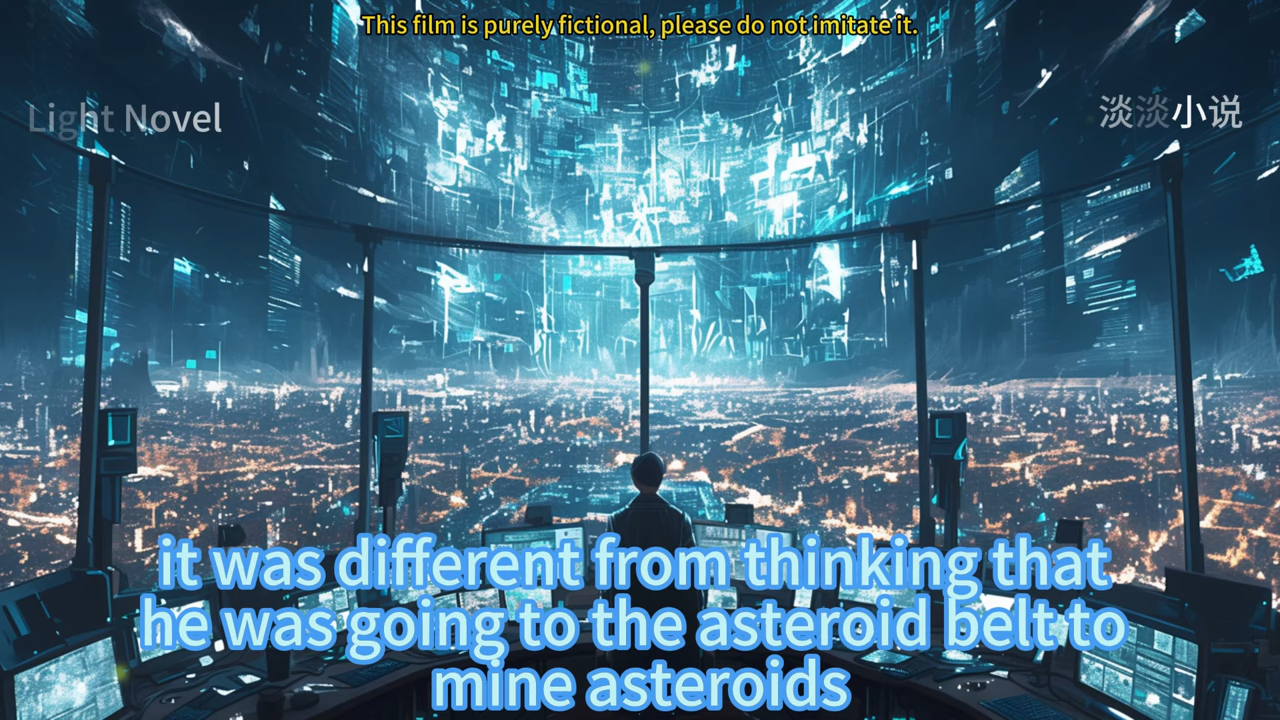 This film is purely fictional, please do not imitate it.
Light Novel
淡淡小说
it was different from thinking that
he was going to the asteroid belt to
mine asteroids